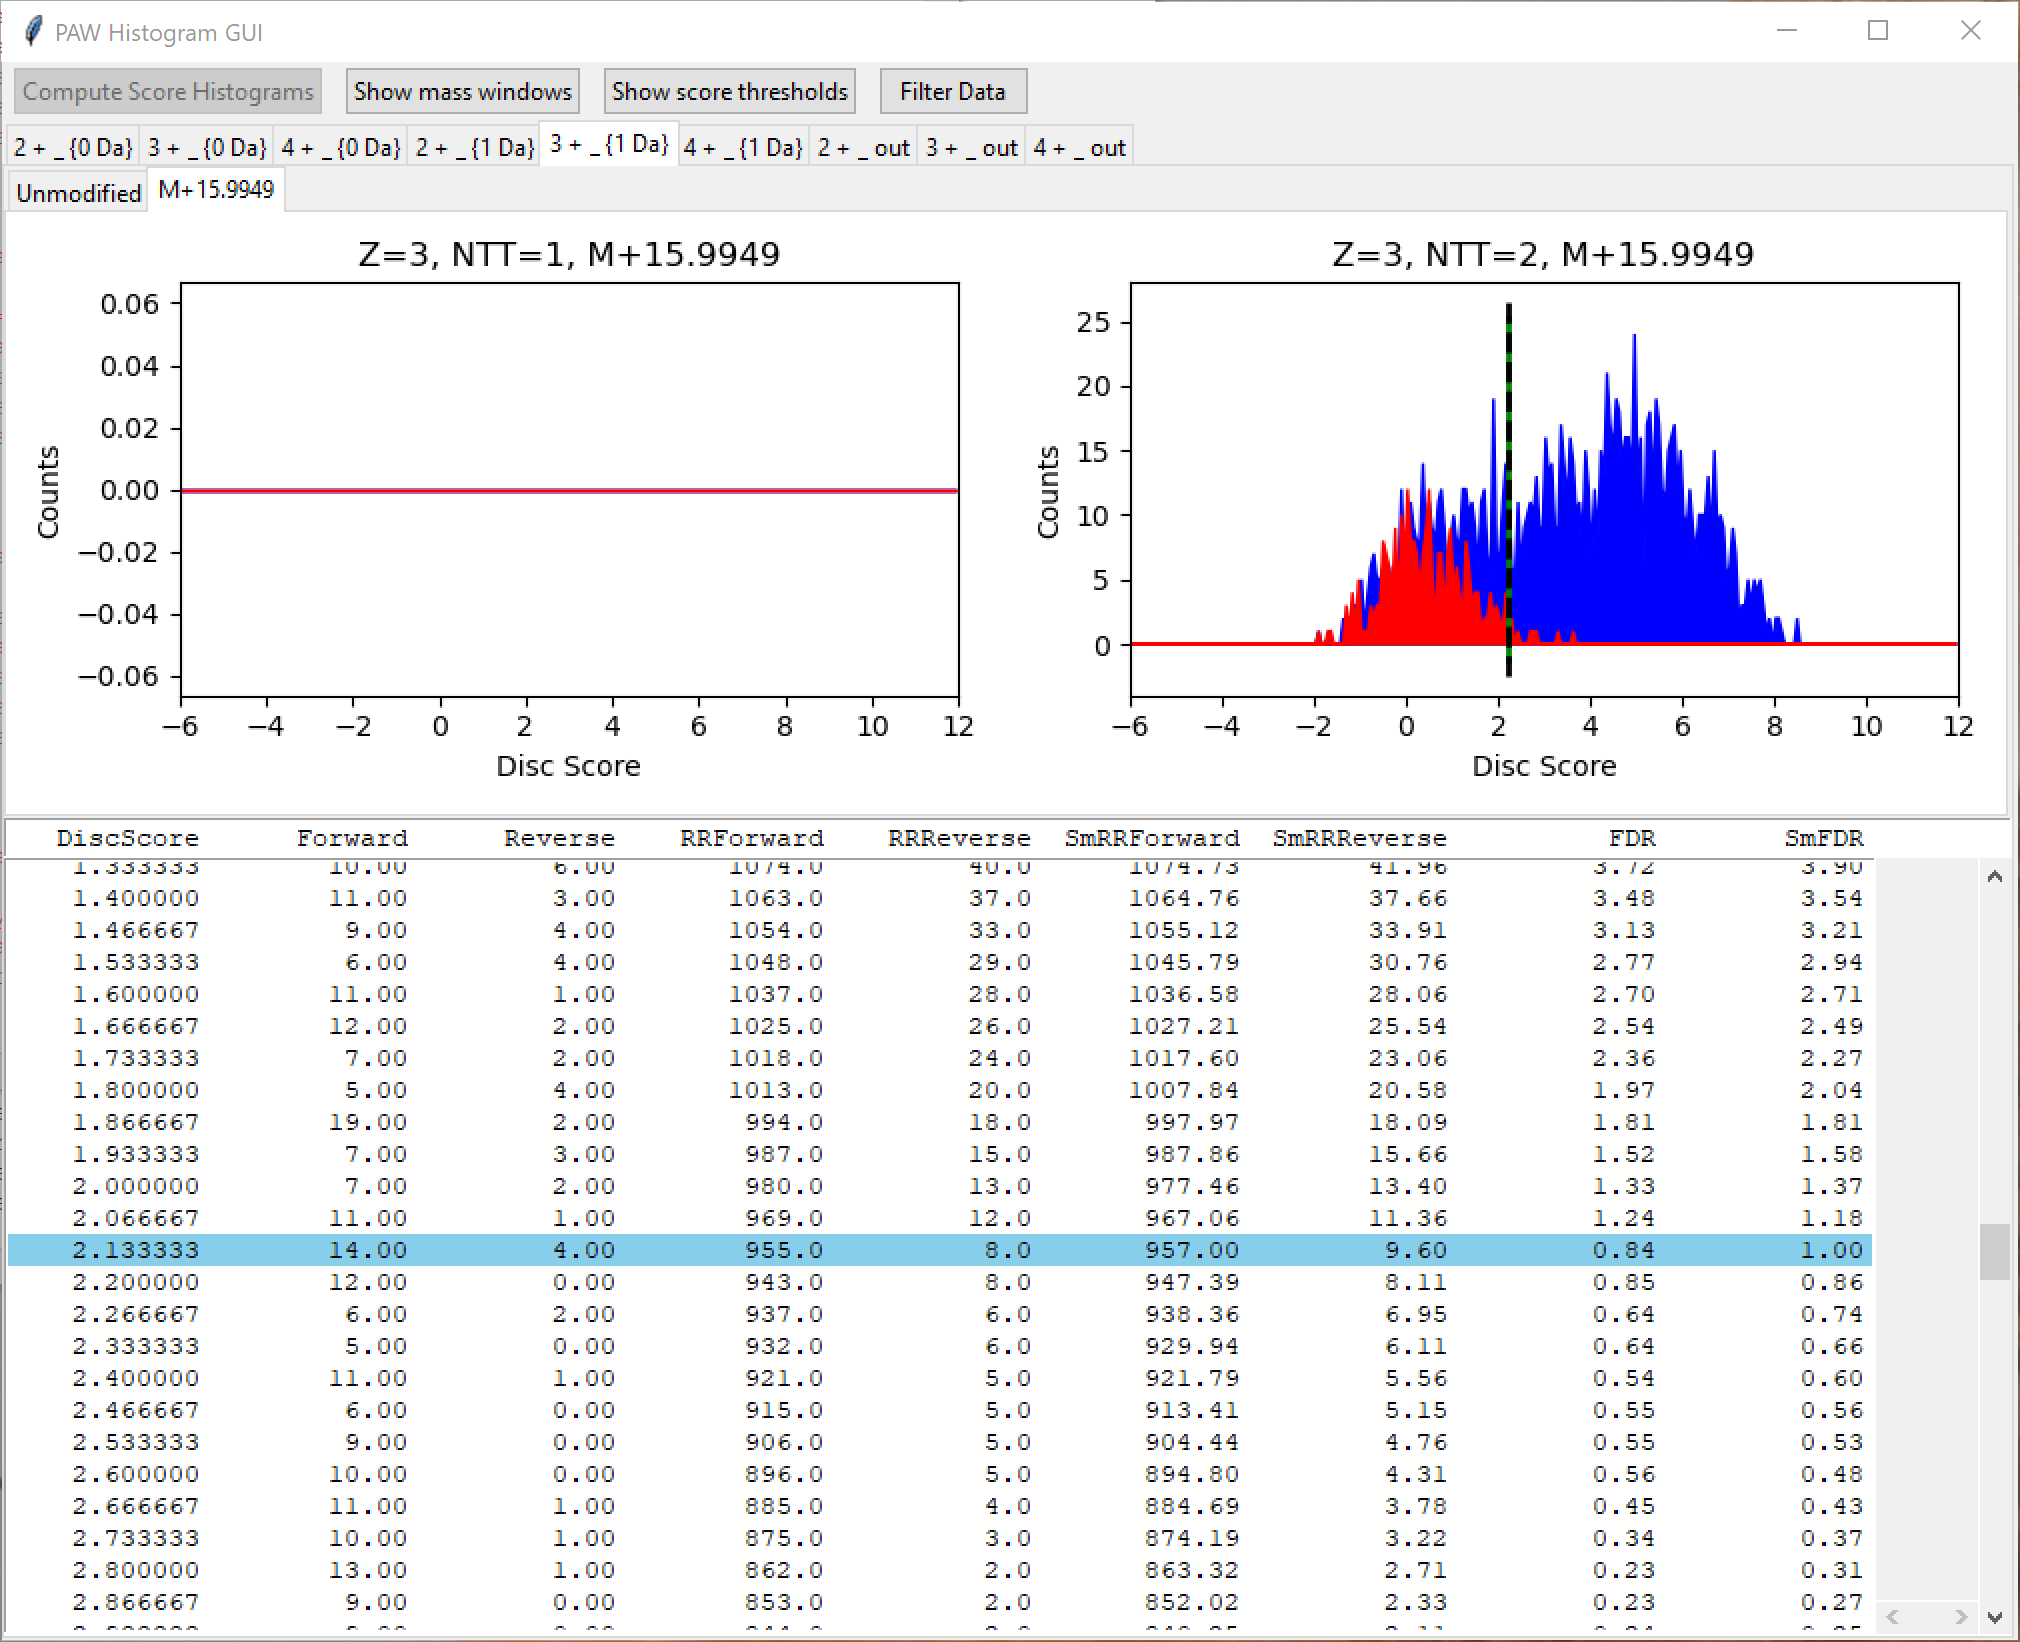 PAW Histogram GUI
Compute Score Histograms Show mass windows Show score thresholds Filter Data
2 + _ {0 Da} 3 + _ {0 Da} 4 + _ {0 Da} 2 + _ {1 Da} 3 + _ {1 Da} 4 + _ {1 Da} 2 + _ out 3 + _ out 4 + _ out
Unmodified M+15.9949
Z=3, NTT=1, M+15.9949
0.06
0.04
0.02
0.00
−0.02
−0.04
−0.06
Counts
−6 −4 −2 0 2 4 6 8 10 12
Disc Score
Z=3, NTT=2, M+15.9949
25
20
15
10
5
0
Counts
−6 −4 −2 0 2 4 6 8 10 12
Disc Score
DiscScore Forward Reverse RRForward RRReverse SmRRForward SmRRReverse FDR SmFDR
1.333333 10.00 6.00 1074.0 40.0 1074.73 41.96 3.72 3.90
1.400000 11.00 3.00 1063.0 37.0 1064.76 37.66 3.48 3.54
1.466667 9.00 4.00 1054.0 33.0 1055.12 33.91 3.13 3.21
1.533333 6.00 4.00 1048.0 29.0 1045.79 30.76 2.77 2.94
1.600000 11.00 1.00 1037.0 28.0 1036.58 28.06 2.70 2.71
1.666667 12.00 2.00 1025.0 26.0 1027.21 25.54 2.54 2.49
1.733333 7.00 2.00 1018.0 24.0 1017.60 23.06 2.36 2.27
1.800000 5.00 4.00 1013.0 20.0 1007.84 20.58 1.97 2.04
1.866667 19.00 2.00 994.0 18.0 997.97 18.09 1.81 1.81
1.933333 7.00 3.00 987.0 15.0 987.86 15.66 1.52 1.58
2.000000 7.00 2.00 980.0 13.0 977.46 13.40 1.33 1.37
2.066667 11.00 1.00 969.0 12.0 967.06 11.36 1.24 1.18
2.133333 14.00 4.00 955.0 8.0 957.00 9.60 0.84 1.00
2.200000 12.00 0.00 943.0 8.0 947.39 8.11 0.85 0.86
2.266667 6.00 2.00 937.0 6.0 938.36 6.95 0.64 0.74
2.333333 5.00 0.00 932.0 6.0 929.94 6.11 0.64 0.66
2.400000 11.00 1.00 921.0 5.0 921.79 5.56 0.54 0.60
2.466667 6.00 0.00 915.0 5.0 913.41 5.15 0.55 0.56
2.533333 9.00 0.00 906.0 5.0 904.44 4.76 0.55 0.53
2.600000 10.00 0.00 896.0 5.0 894.80 4.31 0.56 0.48
2.666667 11.00 1.00 885.0 4.0 884.69 3.78 0.45 0.43
2.733333 10.00 1.00 875.0 3.0 874.19 3.22 0.34 0.37
2.800000 13.00 1.00 862.0 2.0 863.32 2.71 0.23 0.31
2.866667 9.00 0.00 853.0 2.0 852.02 2.33 0.23 0.27